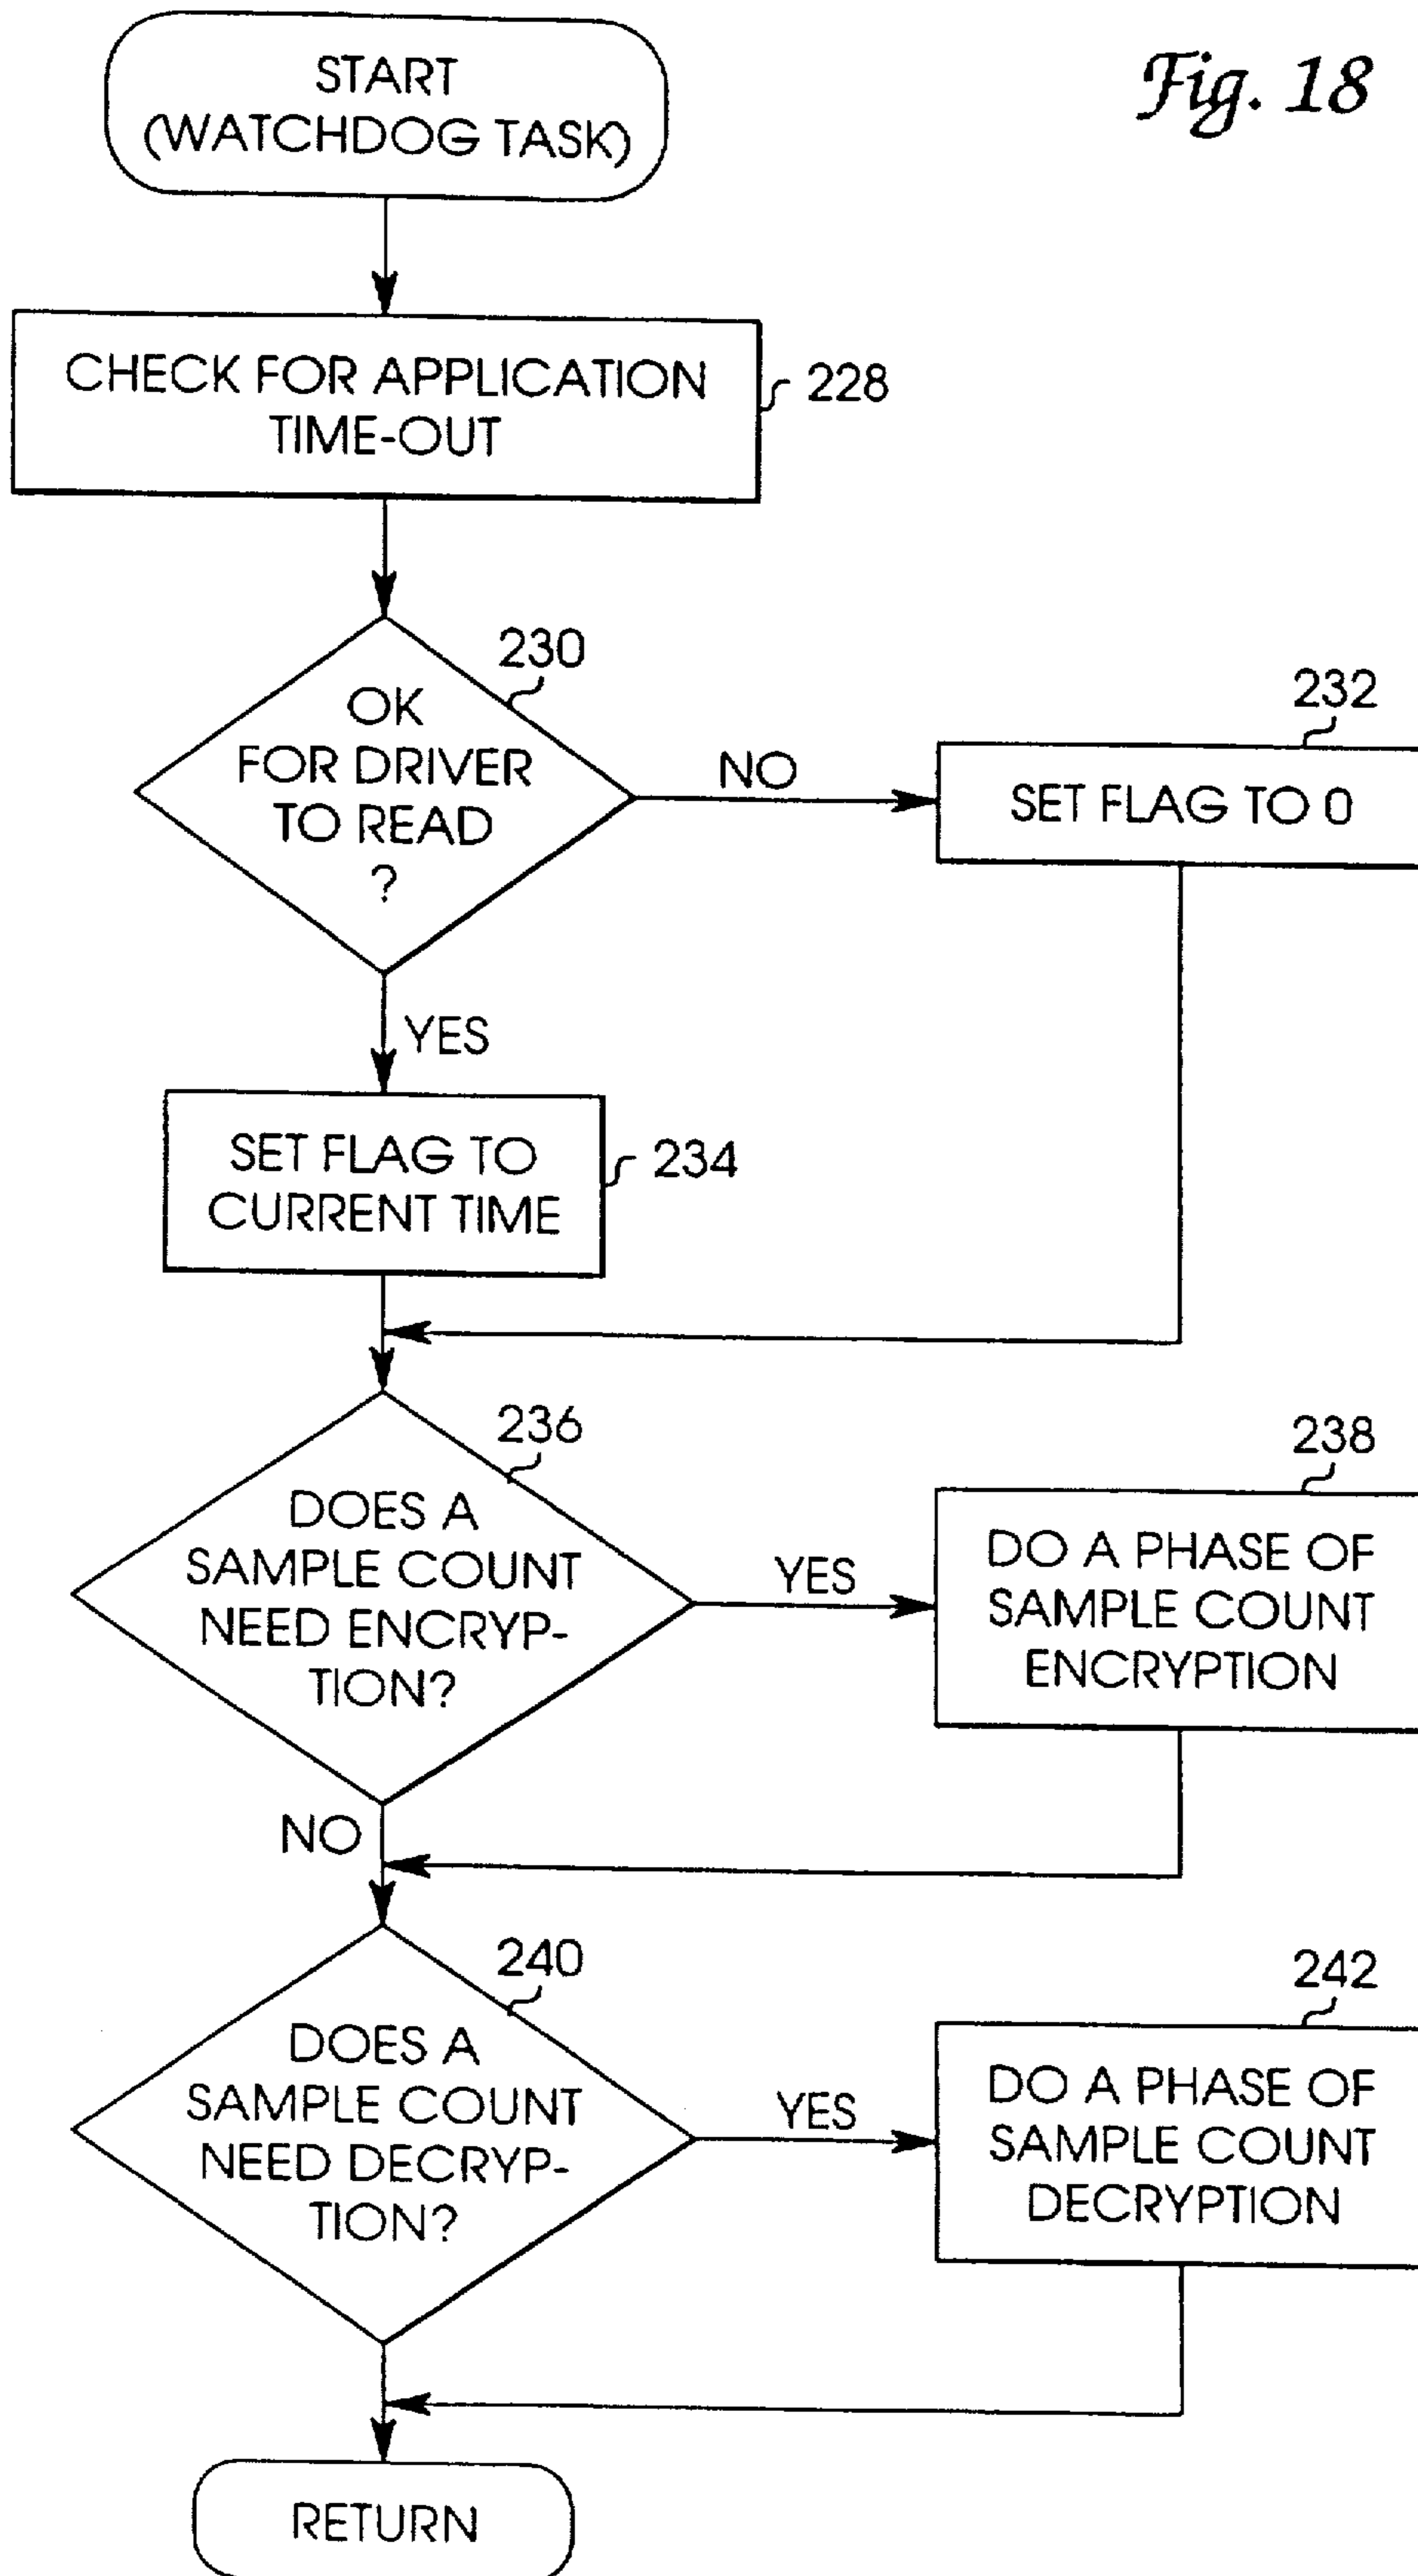 Fig. 18
START
(WATCHDOG TASK)
CHECK FOR APPLICATION
TIME-OUT
228
230
OK
FOR DRIVER
TO READ
?
NO
232
SET FLAG TO 0
YES
SET FLAG TO
CURRENT TIME
234
236
DOES A
SAMPLE COUNT
NEED ENCRYP-
TION?
YES
238
DO A PHASE OF
SAMPLE COUNT
ENCRYPTION
NO
240
DOES A
SAMPLE COUNT
NEED DECRYP-
TION?
YES
242
DO A PHASE OF
SAMPLE COUNT
DECRYPTION
RETURN